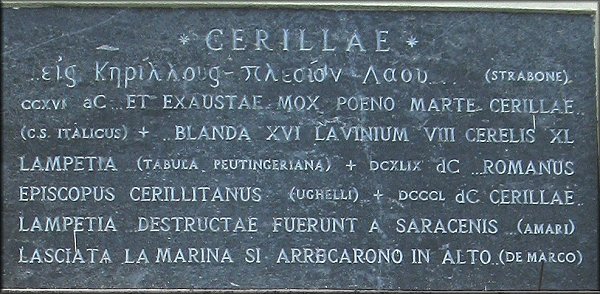 * CERILLAE *
...εἰς Κηρίλλους-πλεσίον-Λαου.... (STRABONE)
CCXVI aC...ET EXAUSTAE MOX POENO MARTE CERILLAE
(C.S. ITALICUS) + ..BLANDA XVI LAVINIUM VIII CERELIS XL
LAMPETIA (TABULA PEUTINGERIANA) + DCXLIX dC ...ROMANUS
EPISCOPUS CERILLITANUS (UGHELLI) + DCCCL dC CERILLAE
LAMPETIA DESTRUCTAE FUERUNT A SARACENIS ...(AMARI)
LASCIATA LA MARINA SI ARRECARONO IN ALTO..(DE MARCO)